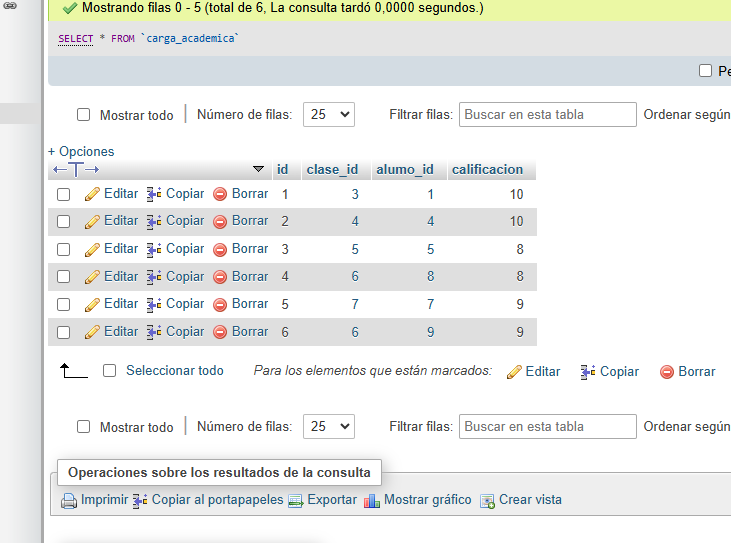 Mostrando filas 0 - 5 (total de 6, La consulta tardó 0,0000 segundos.)
SELECT * FROM `carga_academica`
Pe
Mostrar todo Número de filas: 25 Filtrar filas: Buscar en esta tabla Ordenar según
+ Opciones
id clase_id alumo_id calificacion
Editar Copiar Borrar 1 3 1 10
Editar Copiar Borrar 2 4 4 10
Editar Copiar Borrar 3 5 5 8
Editar Copiar Borrar 4 6 8 8
Editar Copiar Borrar 5 7 7 9
Editar Copiar Borrar 6 6 9 9
Seleccionar todo Para los elementos que están marcados: Editar Copiar Borrar
Mostrar todo Número de filas: 25 Filtrar filas: Buscar en esta tabla Ordenar según
Operaciones sobre los resultados de la consulta
Imprimir Copiar al portapapeles Exportar Mostrar gráfico Crear vista